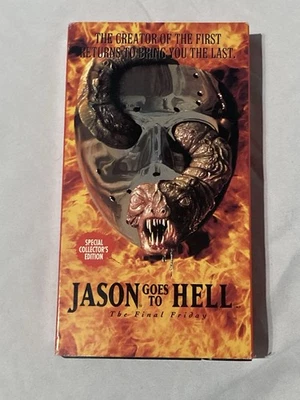 THE CREATOR OF THE FIRST
RETURNS TO BRING YOU THE LAST.
SPECIAL
COLLECTOR'S
EDITION
JASON GOES TO HELL
The Final Friday